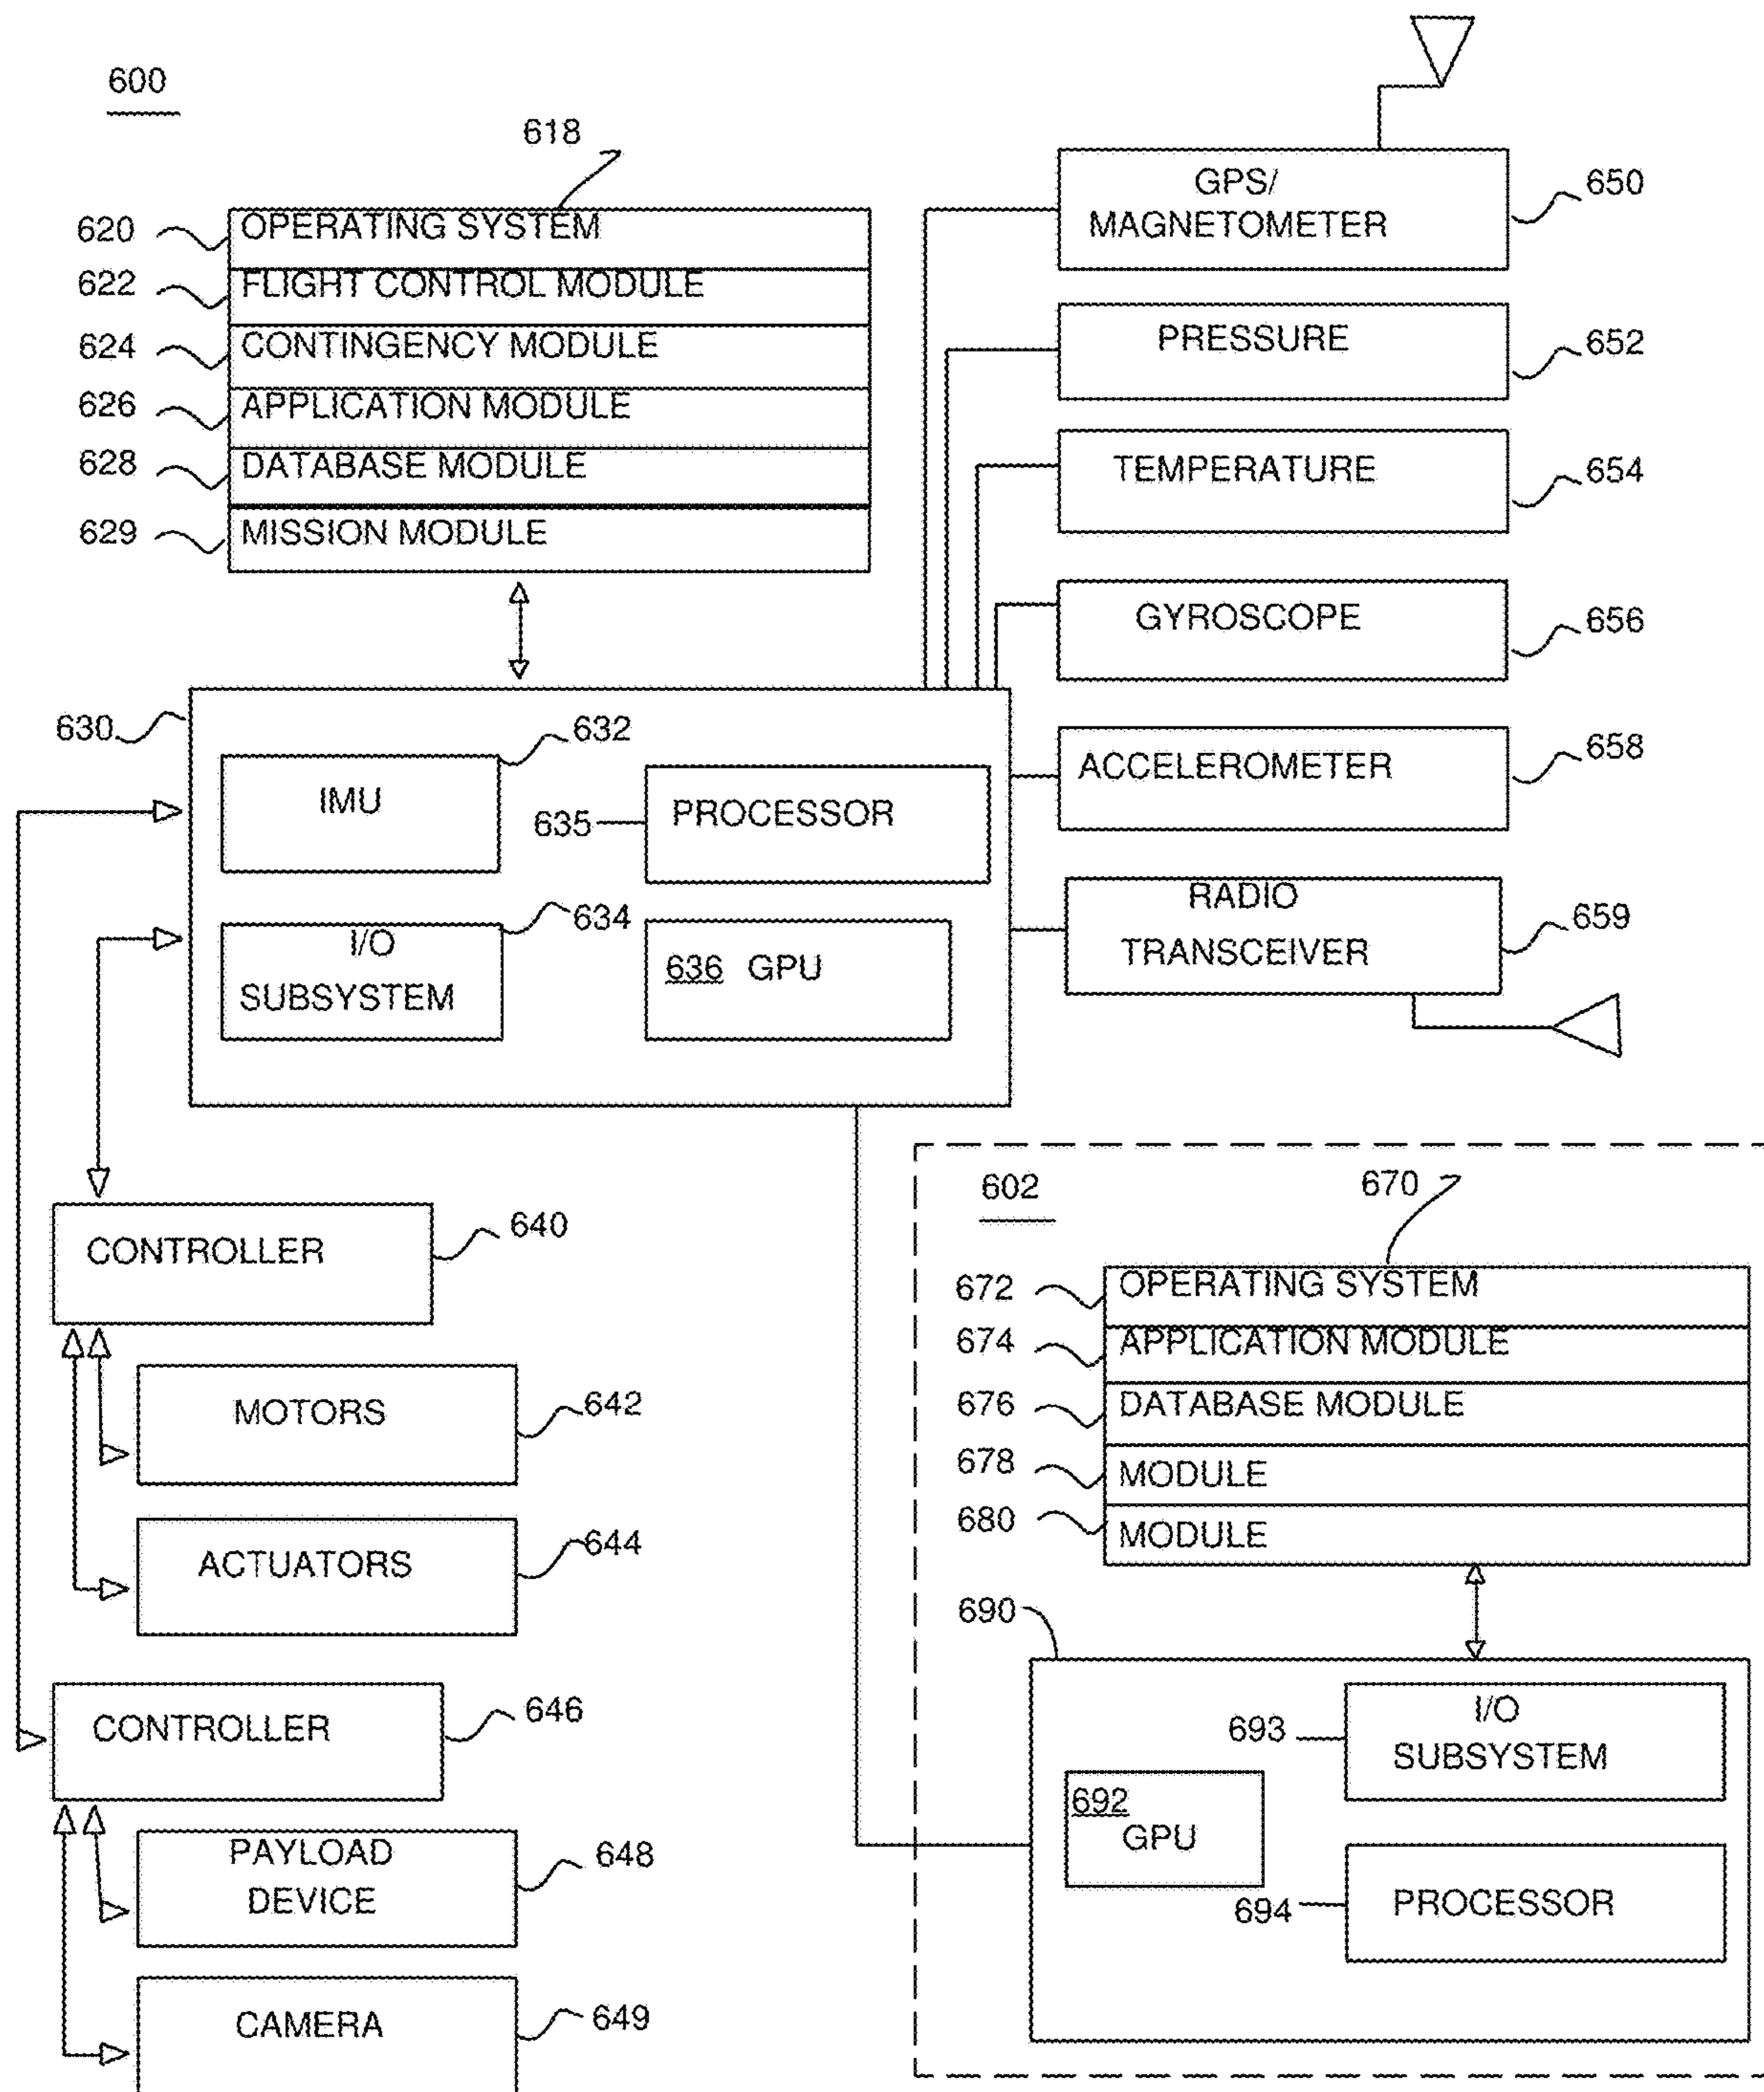 600
618
620 OPERATING SYSTEM
622 FLIGHT CONTROL MODULE
624 CONTINGENCY MODULE
626 APPLICATION MODULE
628 DATABASE MODULE
629 MISSION MODULE
GPS/
MAGNETOMETER
650
PRESSURE
652
TEMPERATURE
654
GYROSCOPE
656
ACCELEROMETER
658
RADIO
TRANSCEIVER
659
630
632
IMU
635
PROCESSOR
634
I/O
SUBSYSTEM
636 GPU
CONTROLLER
640
MOTORS
642
ACTUATORS
644
CONTROLLER
646
PAYLOAD
DEVICE
648
CAMERA
649
602
670
672 OPERATING SYSTEM
674 APPLICATION MODULE
676 DATABASE MODULE
678 MODULE
680 MODULE
690
693
I/O
SUBSYSTEM
692
GPU
694
PROCESSOR